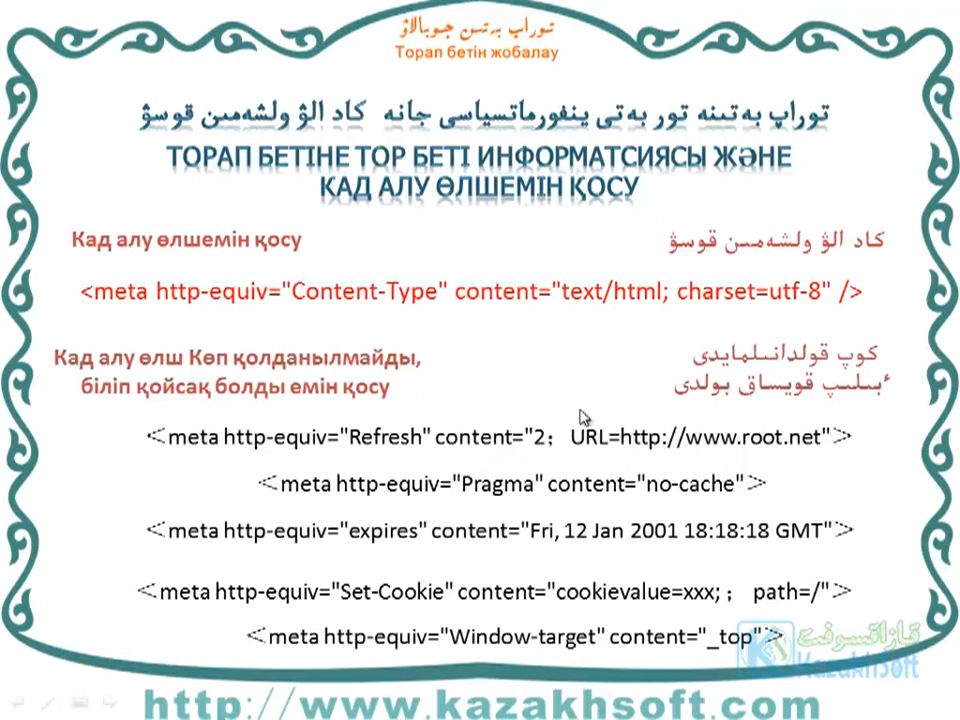 توراپ بەتىن جوبالاۋ
Торап бетін жобалау
توراپ بەتىنە تور بەتى ينفورماتسياسى جانە كاد الۋ ولشەمىن قوسۋ
ТОРАП БЕТІНЕ ТОР БЕТІ ИНФОРМАТСИЯСЫ ЖӘНЕ
КАД АЛУ ӨЛШЕМІН ҚОСУ
Кад алу өлшемін қосу
كاد الۋ ولشەمىن قوسۋ
<meta http-equiv="Content-Type" content="text/html; charset=utf-8" />
Кад алу өлш Көп қолданылмайды,
біліп қойсақ болды емін қосу
كوپ قولدانىلمايدى
ٴبىلىپ قويساق بولدى
＜meta http-equiv="Refresh" content="2；URL=http://www.root.net"＞
＜meta http-equiv="Pragma" content="no-cache"＞
＜meta http-equiv="expires" content="Fri, 12 Jan 2001 18:18:18 GMT"＞
＜meta http-equiv="Set-Cookie" content="cookievalue=xxx;； path=/"＞
＜meta http-equiv="Window-target" content="_top"＞
قازاقسوفت
KazakhSoft
http://www.kazakhsoft.com